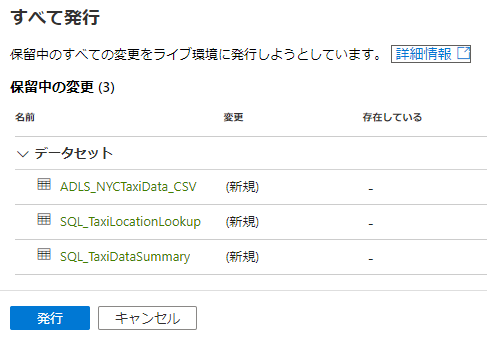 すべて発行
保留中のすべての変更をライブ環境に発行しようとしています。 詳細情報
保留中の変更 (3)
名前 変更 存在している
データセット
ADLS_NYCTaxiData_CSV (新規) -
SQL_TaxiLocationLookup (新規) -
SQL_TaxiDataSummary (新規) -
発行 キャンセル